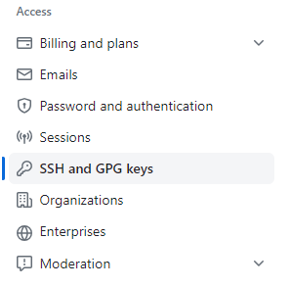 Access
Billing and plans
Emails
Password and authentication
Sessions
SSH and GPG keys
Organizations
Enterprises
Moderation